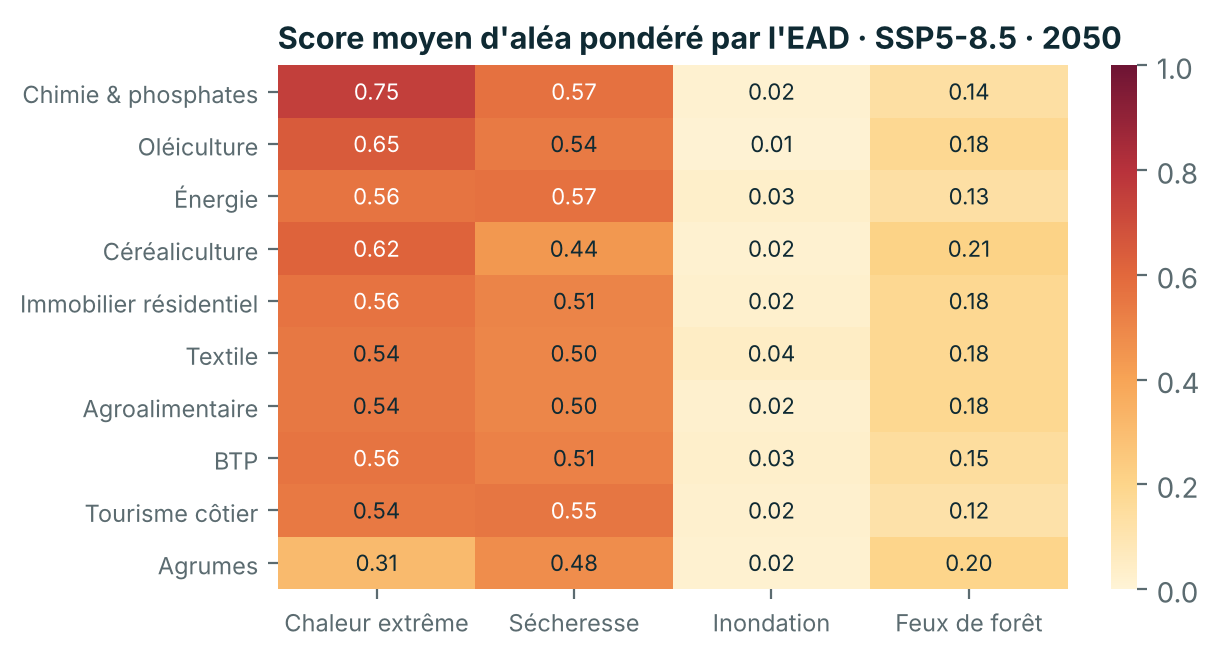 Score moyen d'aléa pondéré par l'EAD · SSP5-8.5 · 2050
1.0
Chimie & phosphates 0.75 0.57 0.02 0.14
Oléiculture 0.65 0.54 0.01 0.18
0.8
Énergie 0.56 0.57 0.03 0.13
Céréaliculture 0.62 0.44 0.02 0.21
0.6
Immobilier résidentiel 0.56 0.51 0.02 0.18
Textile 0.54 0.50 0.04 0.18
0.4
Agroalimentaire 0.54 0.50 0.02 0.18
BTP 0.56 0.51 0.03 0.15
0.2
Tourisme côtier 0.54 0.55 0.02 0.12
Agrumes 0.31 0.48 0.02 0.20
0.0
Chaleur extrême Sécheresse Inondation Feux de forêt